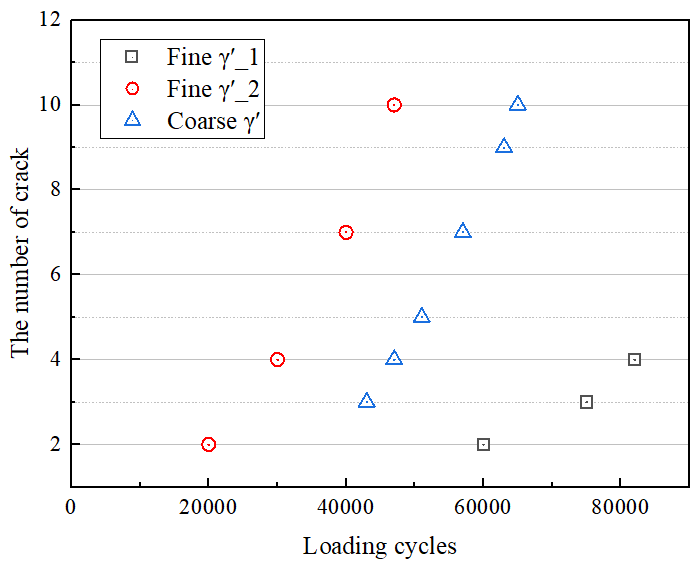 12
10
8
6
4
2
The number of crack
Fine γ′_1
Fine γ′_2
Coarse γ′
0
20000
40000
60000
80000
Loading cycles